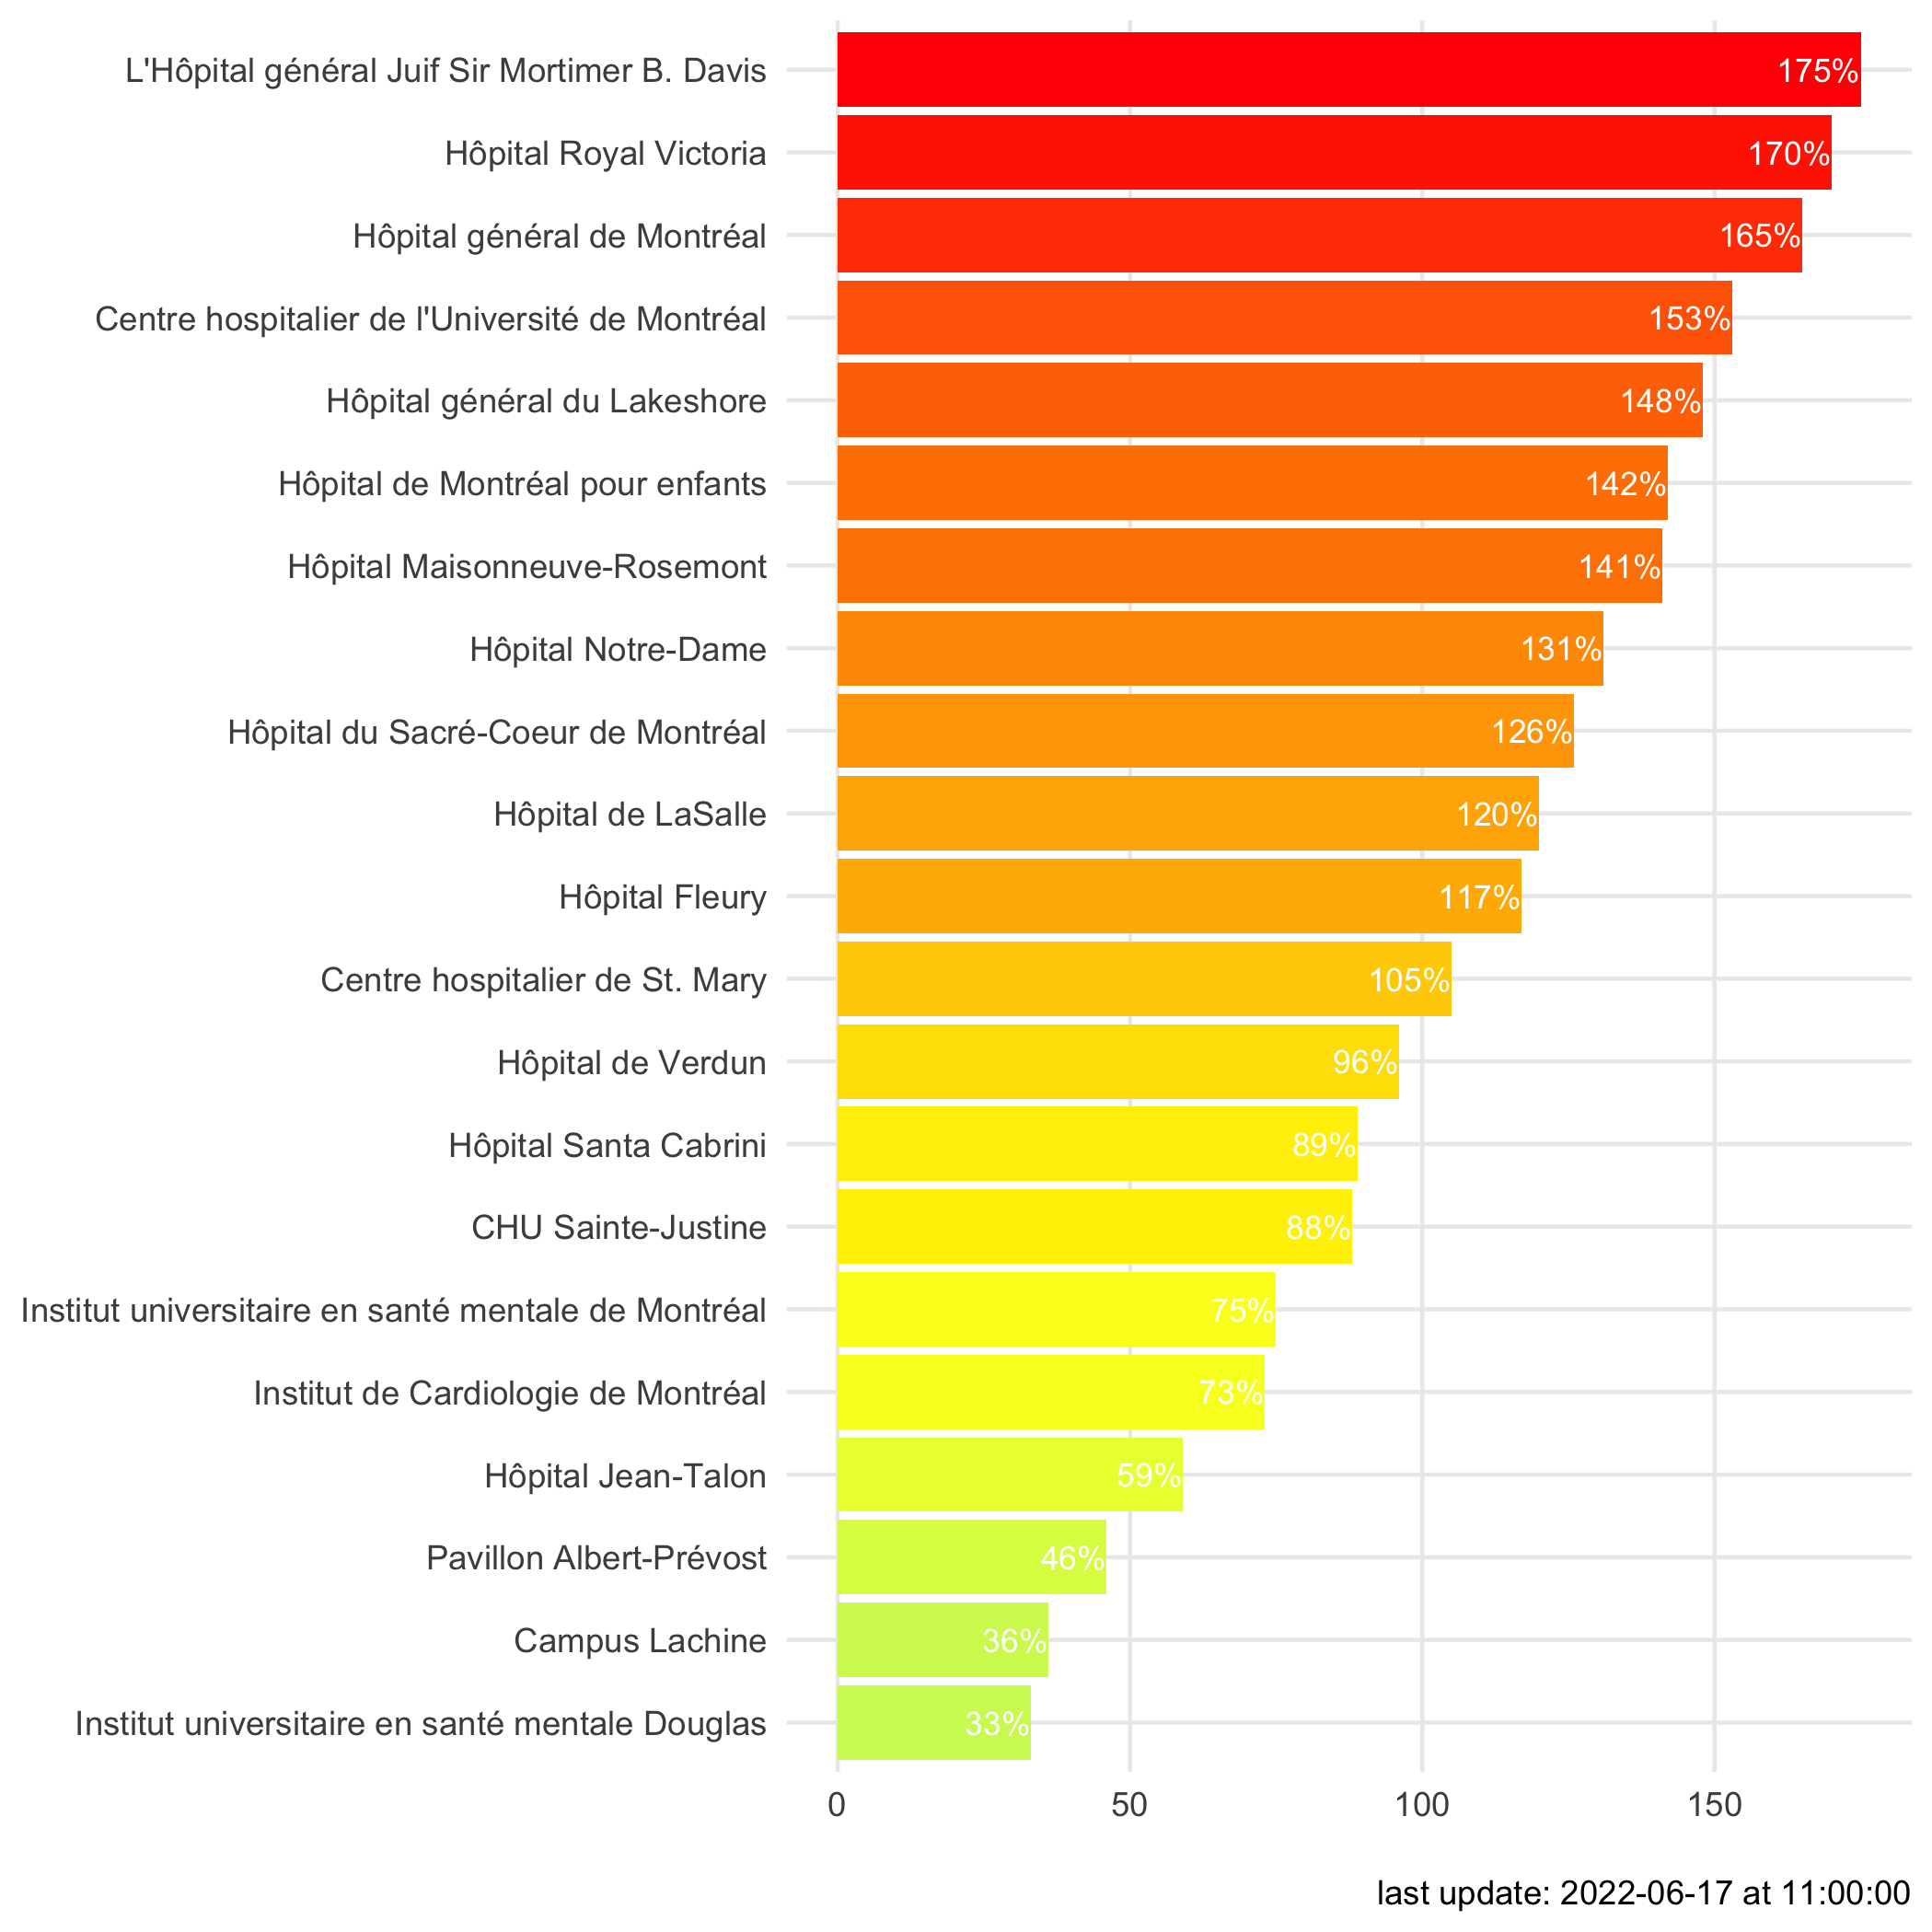 L'Hôpital général Juif Sir Mortimer B. Davis 175%
Hôpital Royal Victoria 170%
Hôpital général de Montréal 165%
Centre hospitalier de l'Université de Montréal 153%
Hôpital général du Lakeshore 148%
Hôpital de Montréal pour enfants 142%
Hôpital Maisonneuve-Rosemont 141%
Hôpital Notre-Dame 131%
Hôpital du Sacré-Coeur de Montréal 126%
Hôpital de LaSalle 120%
Hôpital Fleury 117%
Centre hospitalier de St. Mary 105%
Hôpital de Verdun 96%
Hôpital Santa Cabrini 89%
CHU Sainte-Justine 88%
Institut universitaire en santé mentale de Montréal 75%
Institut de Cardiologie de Montréal 73%
Hôpital Jean-Talon 59%
Pavillon Albert-Prévost 46%
Campus Lachine 36%
Institut universitaire en santé mentale Douglas 33%
0 50 100 150
last update: 2022-06-17 at 11:00:00